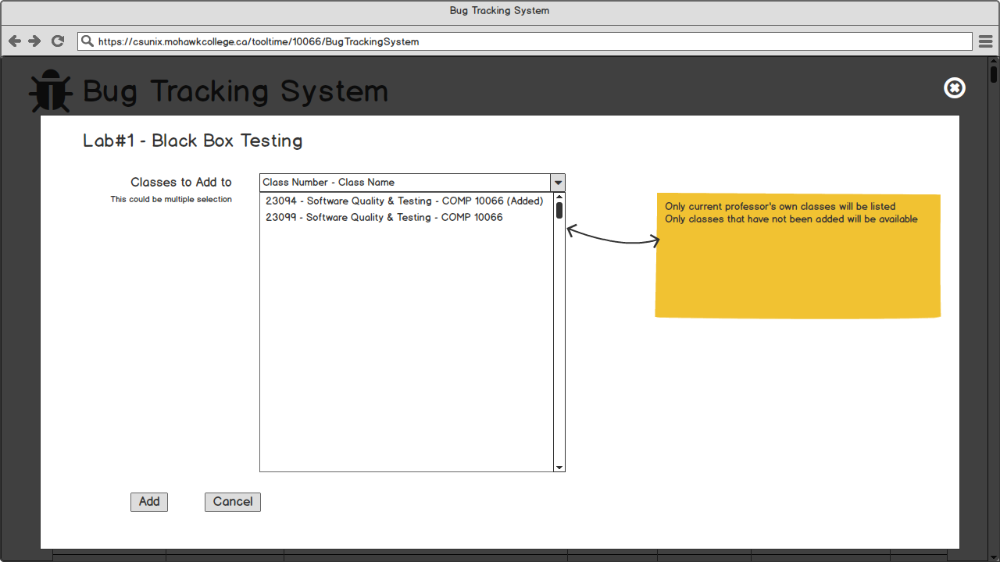 Bug Tracking System
https://csunix.mohawkcollege.ca/tooltime/10066/BugTrackingSystem
Bug Tracking System
Lab#1 - Black Box Testing
Classes to Add to
This could be multiple selection
Class Number - Class Name
23094 - Software Quality & Testing - COMP 10066 (Added)
23099 - Software Quality & Testing - COMP 10066
Only current professor's own classes will be listed
Only classes that have not been added will be available
Add
Cancel